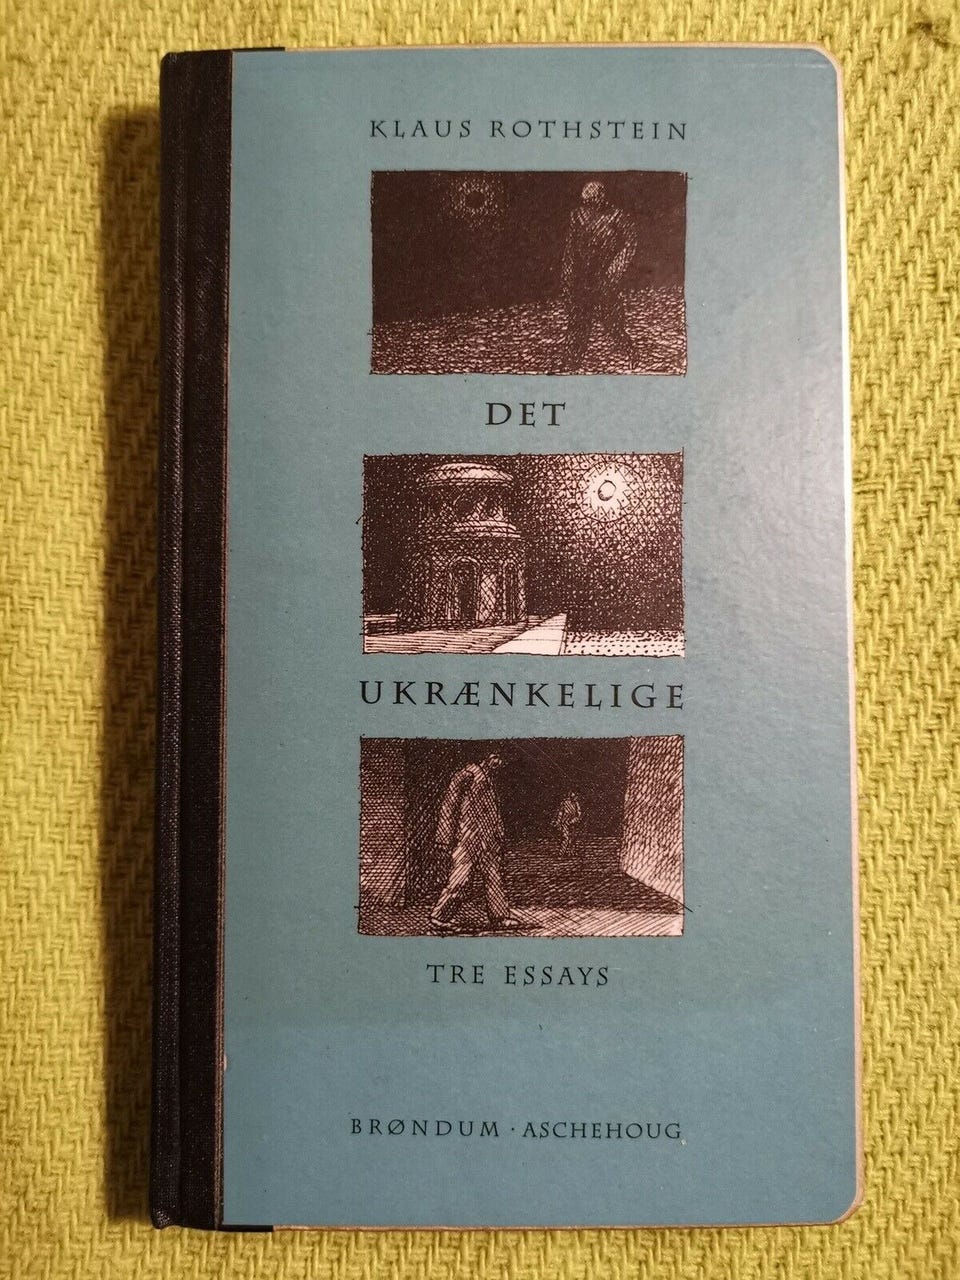 KLAUS ROTHSTEIN
DET
UKRÆNKELIGE
TRE ESSAYS
BRØNDUM · ASCHEHOUG